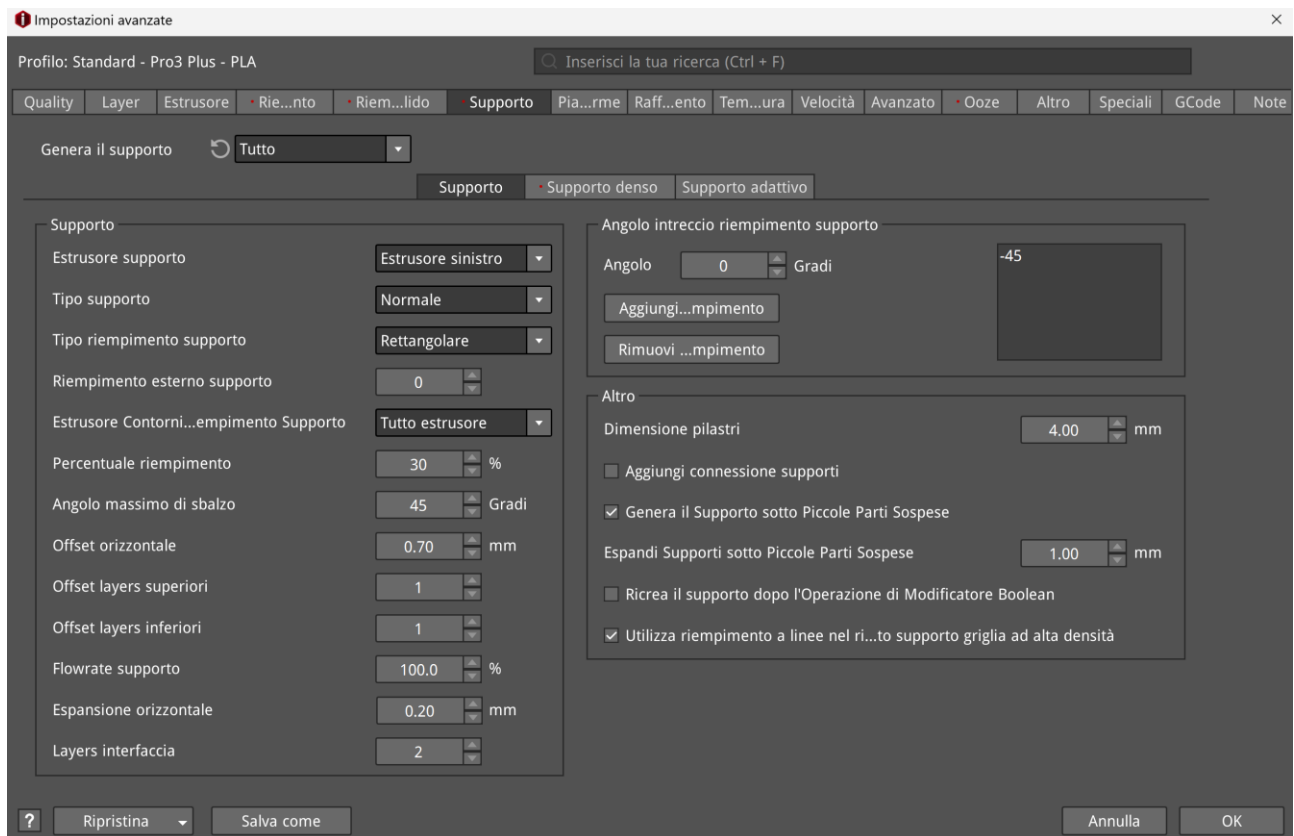 Impostazioni avanzate
Profilo: Standard - Pro3 Plus - PLA
Inserisci la tua ricerca (Ctrl + F)
Quality Layer Estrusore Rie...nto Riem...lido Supporto Pia...rme Raff...ento Tem...ura Velocità Avanzato Ooze Altro Speciali GCode Note
Genera il supporto Tutto
Supporto Supporto denso Supporto adattivo
Supporto
Estrusore supporto Estrusore sinistro
Tipo supporto Normale
Tipo riempimento supporto Rettangolare
Riempimento esterno supporto 0
Estrusore Contorni...empimento Supporto Tutto estrusore
Percentuale riempimento 30 %
Angolo massimo di sbalzo 45 Gradi
Offset orizzontale 0.70 mm
Offset layers superiori 1
Offset layers inferiori 1
Flowrate supporto 100.0 %
Espansione orizzontale 0.20 mm
Layers interfaccia 2
Angolo intreccio riempimento supporto
Angolo 0 Gradi
-45
Aggiungi...mpimento
Rimuovi ...mpimento
Altro
Dimensione pilastri 4.00 mm
Aggiungi connessione supporti
Genera il Supporto sotto Piccole Parti Sospese
Espandi Supporti sotto Piccole Parti Sospese 1.00 mm
Ricrea il supporto dopo l'Operazione di Modificatore Boolean
Utilizza riempimento a linee nel ri...to supporto griglia ad alta densità
? Ripristina Salva come Annulla OK